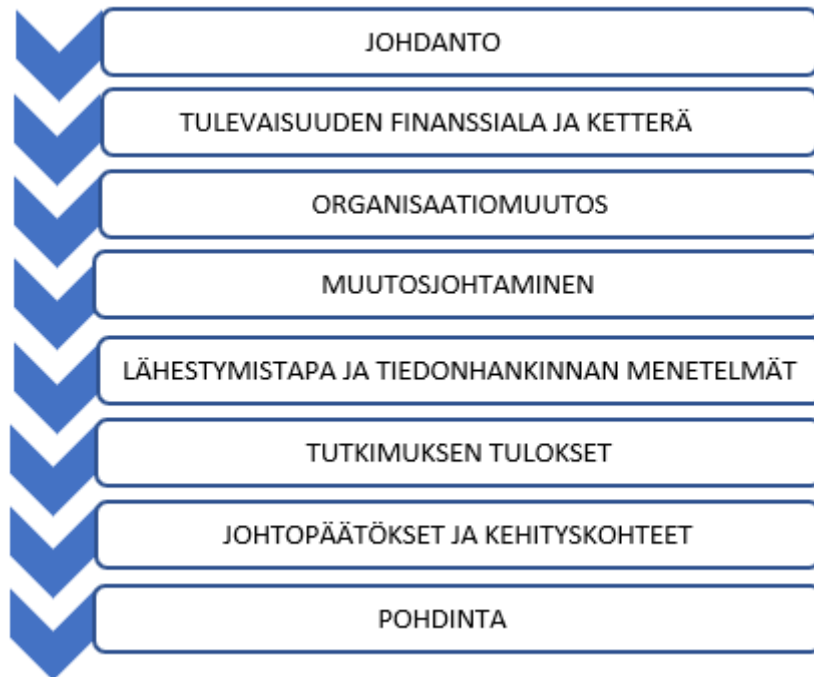 JOHDANTO
TULEVAISUUDEN FINANSSIALA JA KETTERÄ
ORGANISAATIOMUUTOS
MUUTOSJOHTAMINEN
LÄHESTYMISTAPA JA TIEDONHANKINNAN MENETELMÄT
TUTKIMUKSEN TULOKSET
JOHTOPÄÄTÖKSET JA KEHITYSKOHTEET
POHDINTA